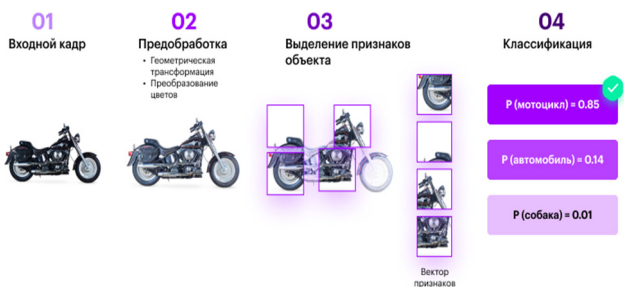 01
Входной кадр
02
Предобработка
• Геометрическая
трансформация
• Преобразование
цветов
03
Выделение признаков
объекта
Вектор
признаков
04
Классификация
P (мотоцикл) = 0.85
P (автомобиль) = 0.14
P (собака) = 0.01